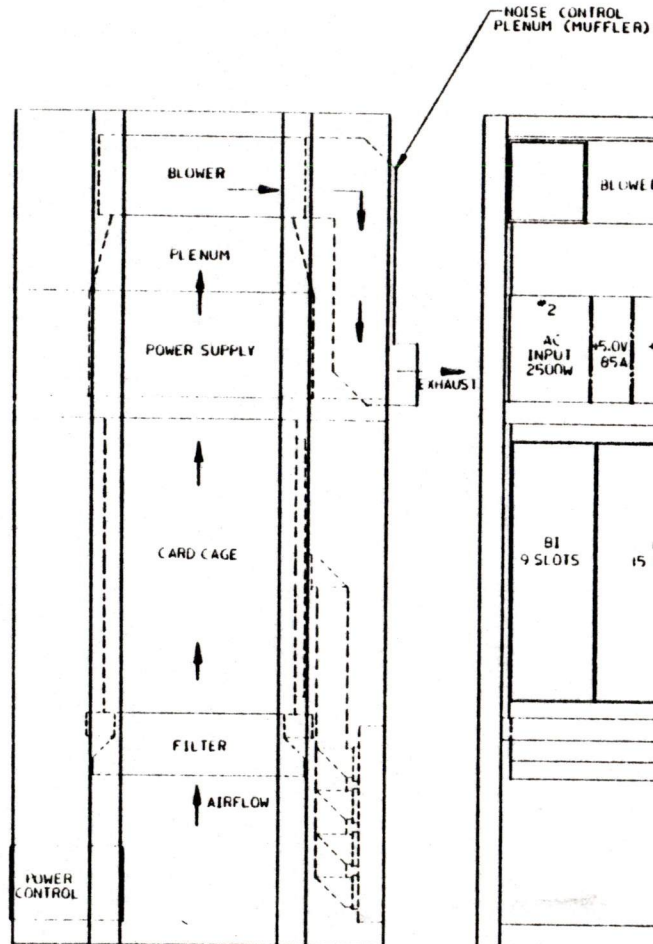 NOISE CONTROL
PLENUM (MUFFLER)
BLOWER
PLENUM
POWER SUPPLY
EXHAUST
CARD CAGE
FILTER
AIRFLOW
POWER
CONTROL
BLOWER
#2
AC
INPUT
2500W
+5.0V
85A
BI
9 SLOTS
15